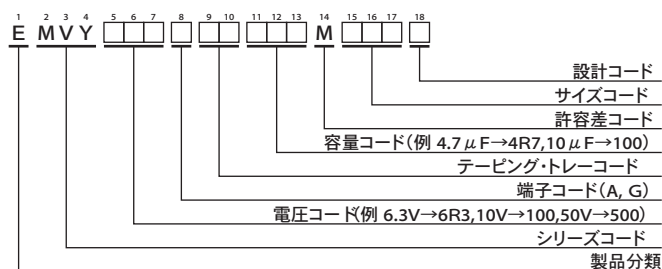 1 2 3 4 5 6 7 8 9 10 11 12 13 14 15 16 17 18
E M V Y □□□ □ □□ □□□ M □□□ □
設計コード
サイズコード
許容差コード
容量コード(例 4.7μF→4R7,10μF→100)
テーピング・トレーコード
端子コード(A, G)
電圧コード(例 6.3V→6R3,10V→100,50V→500)
シリーズコード
製品分類